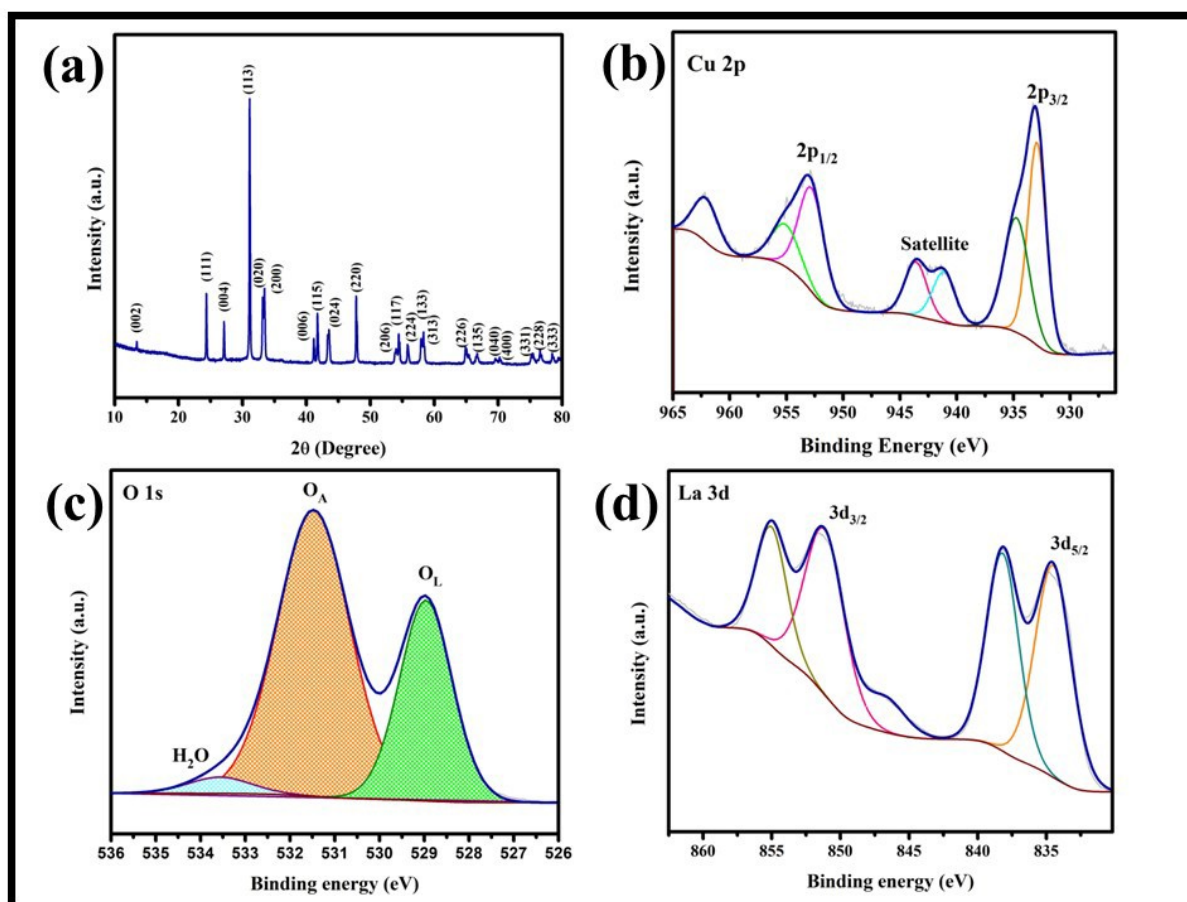 (a)
(002)
(111)
(004)
(113)
(020)
(200)
(006)
(115)
(024)
(220)
(206)
(117)
(224)
(133)
(313)
(226)
(135)
(040)
(400)
(331)
(228)
(333)
Intensity (a.u.)
10 20 30 40 50 60 70 80
2θ (Degree)
(b)
Cu 2p
2p1/2
Satellite
2p3/2
Intensity (a.u.)
965 960 955 950 945 940 935 930
Binding Energy (eV)
(c)
O 1s
OA
OL
H2O
Intensity (a.u.)
536 535 534 533 532 531 530 529 528 527 526
Binding energy (eV)
(d)
La 3d
3d3/2
3d5/2
Intensity (a.u.)
860 855 850 845 840 835
Binding energy (eV)